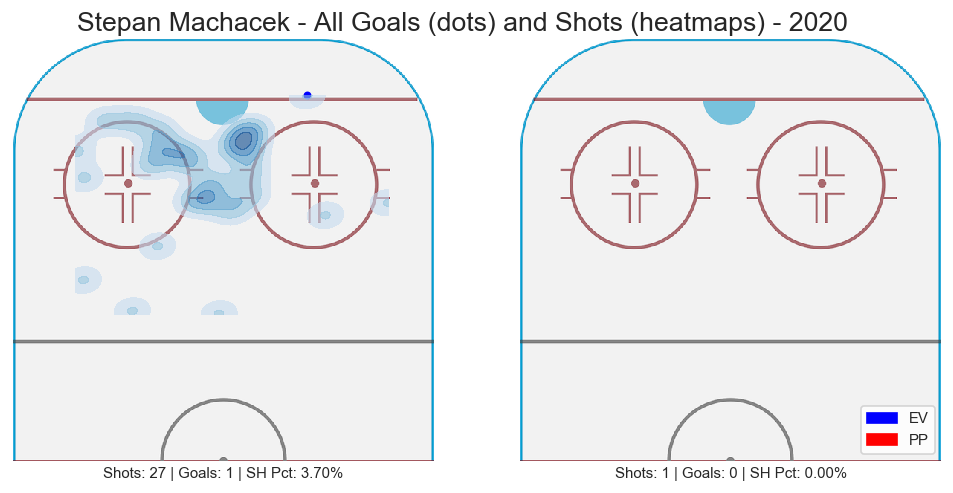 Stepan Machacek - All Goals (dots) and Shots (heatmaps) - 2020
EV
PP
Shots: 27 | Goals: 1 | SH Pct: 3.70%
Shots: 1 | Goals: 0 | SH Pct: 0.00%